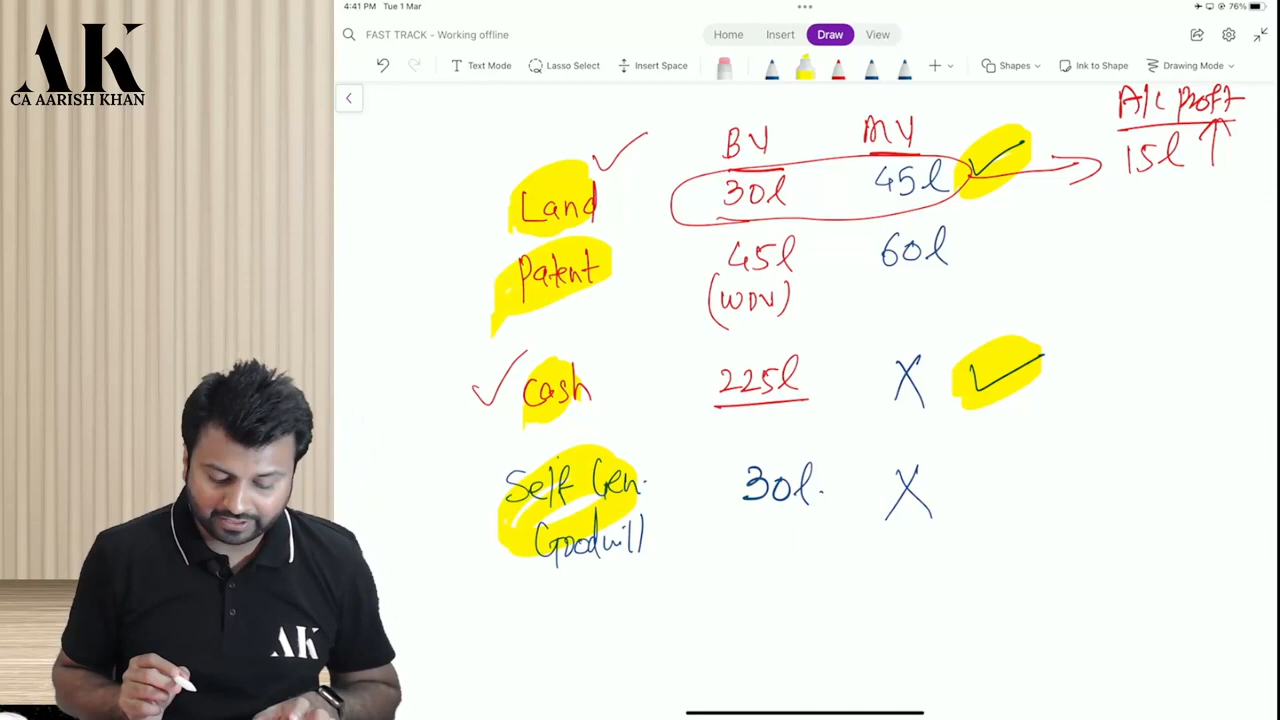 4:41 PM Tue 1 Mar
76%
AK
CA AARISH KHAN
FAST TRACK - Working offline
Home Insert Draw View
Text Mode Lasso Select Insert Space Shapes Ink to Shape Drawing Mode
A/c Profit
15l ↑
BV MV
Land 30l 45l
Patent 45l 60l
(WDV)
Cash 225l X
Self Gen. 30l. X
Goodwill
AK